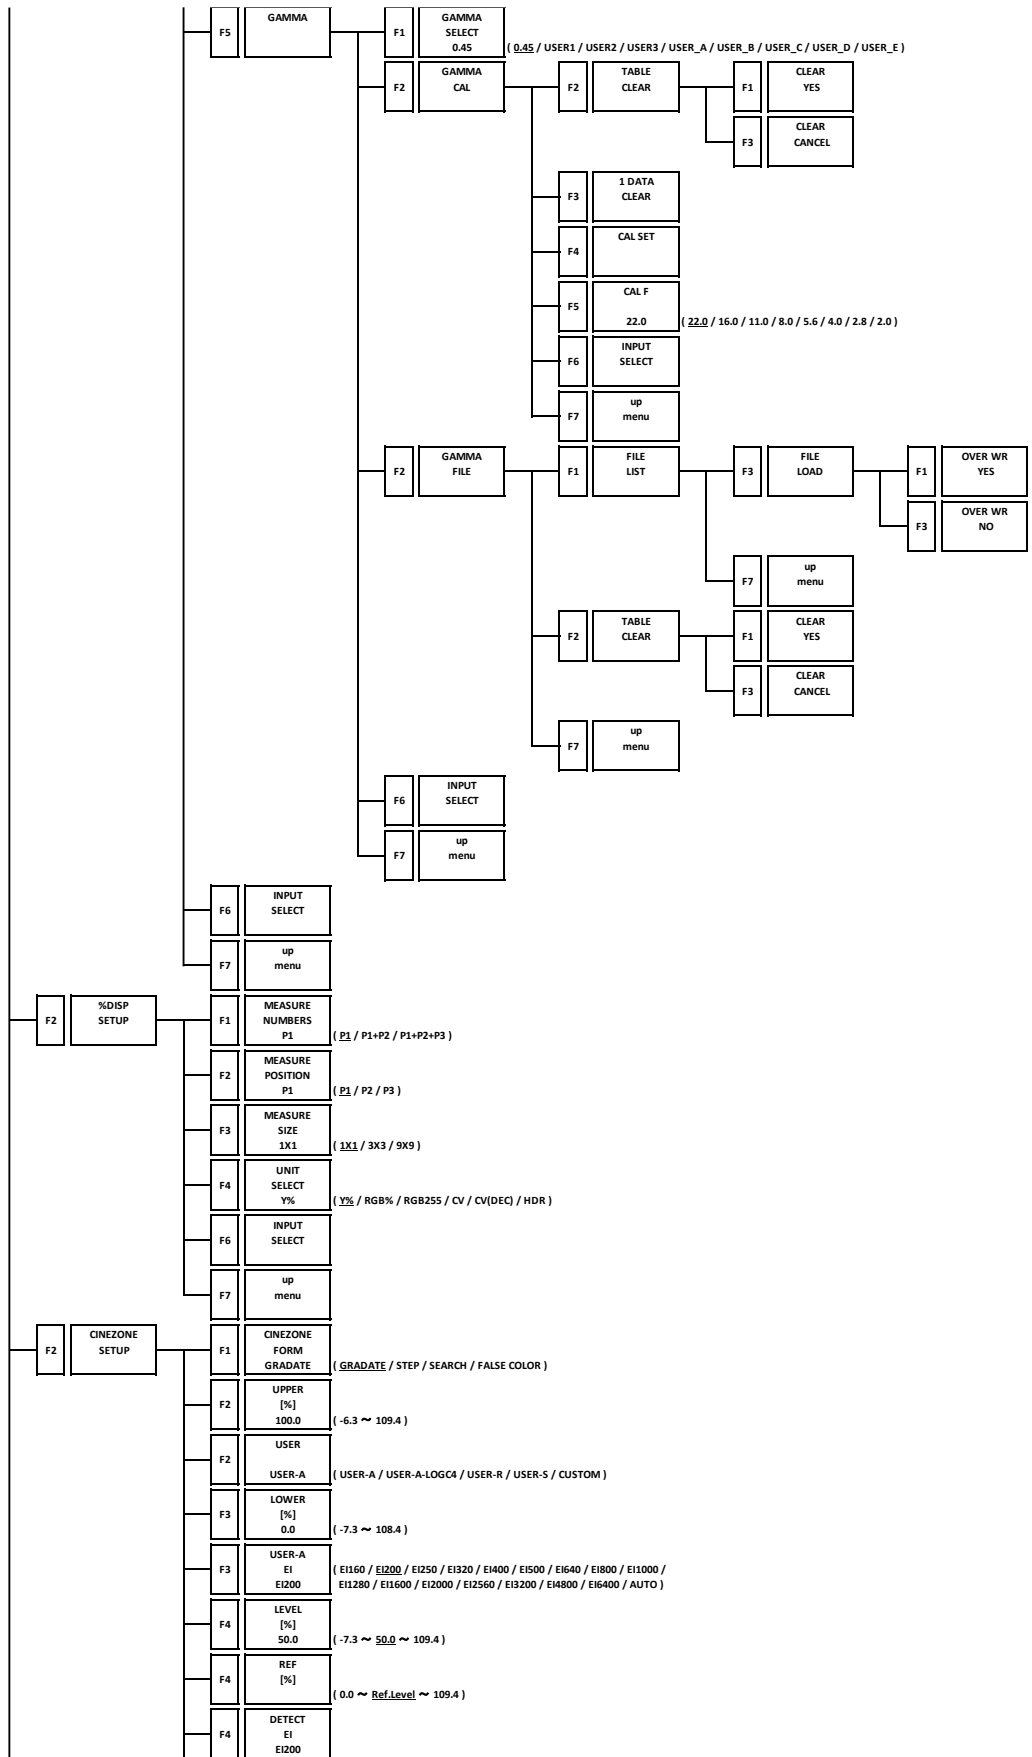 F5
GAMMA
F1
GAMMA
SELECT
0.45
( 0.45 / USER1 / USER2 / USER3 / USER_A / USER_B / USER_C / USER_D / USER_E )
F2
GAMMA
CAL
F2
TABLE
CLEAR
F1
CLEAR
YES
F3
CLEAR
CANCEL
F3
1 DATA
CLEAR
F4
CAL SET
F5
CAL F
22.0
( 22.0 / 16.0 / 11.0 / 8.0 / 5.6 / 4.0 / 2.8 / 2.0 )
F6
INPUT
SELECT
F7
up
menu
F2
GAMMA
FILE
F1
FILE
LIST
F3
FILE
LOAD
F1
OVER WR
YES
F3
OVER WR
NO
F7
up
menu
F2
TABLE
CLEAR
F1
CLEAR
YES
F3
CLEAR
CANCEL
F7
up
menu
F6
INPUT
SELECT
F7
up
menu
F6
INPUT
SELECT
F7
up
menu
F2
%DISP
SETUP
F1
MEASURE
NUMBERS
P1
( P1 / P1+P2 / P1+P2+P3 )
F2
MEASURE
POSITION
P1
( P1 / P2 / P3 )
F3
MEASURE
SIZE
1X1
( 1X1 / 3X3 / 9X9 )
F4
UNIT
SELECT
Y%
( Y% / RGB% / RGB255 / CV / CV(DEC) / HDR )
F6
INPUT
SELECT
F7
up
menu
F2
CINEZONE
SETUP
F1
CINEZONE
FORM
GRADATE
( GRADATE / STEP / SEARCH / FALSE COLOR )
F2
UPPER
[%]
100.0
( -6.3 ～ 109.4 )
F2
USER
USER-A
( USER-A / USER-A-LOGC4 / USER-R / USER-S / CUSTOM )
F3
LOWER
[%]
0.0
( -7.3 ～ 108.4 )
F3
USER-A
EI
EI200
( EI160 / EI200 / EI250 / EI320 / EI400 / EI500 / EI640 / EI800 / EI1000 /
EI1280 / EI1600 / EI2000 / EI2560 / EI3200 / EI4800 / EI6400 / AUTO )
F4
LEVEL
[%]
50.0
( -7.3 ～ 50.0 ～ 109.4 )
F4
REF
[%]
( 0.0 ～ Ref.Level ～ 109.4 )
F4
DETECT
EI
EI200